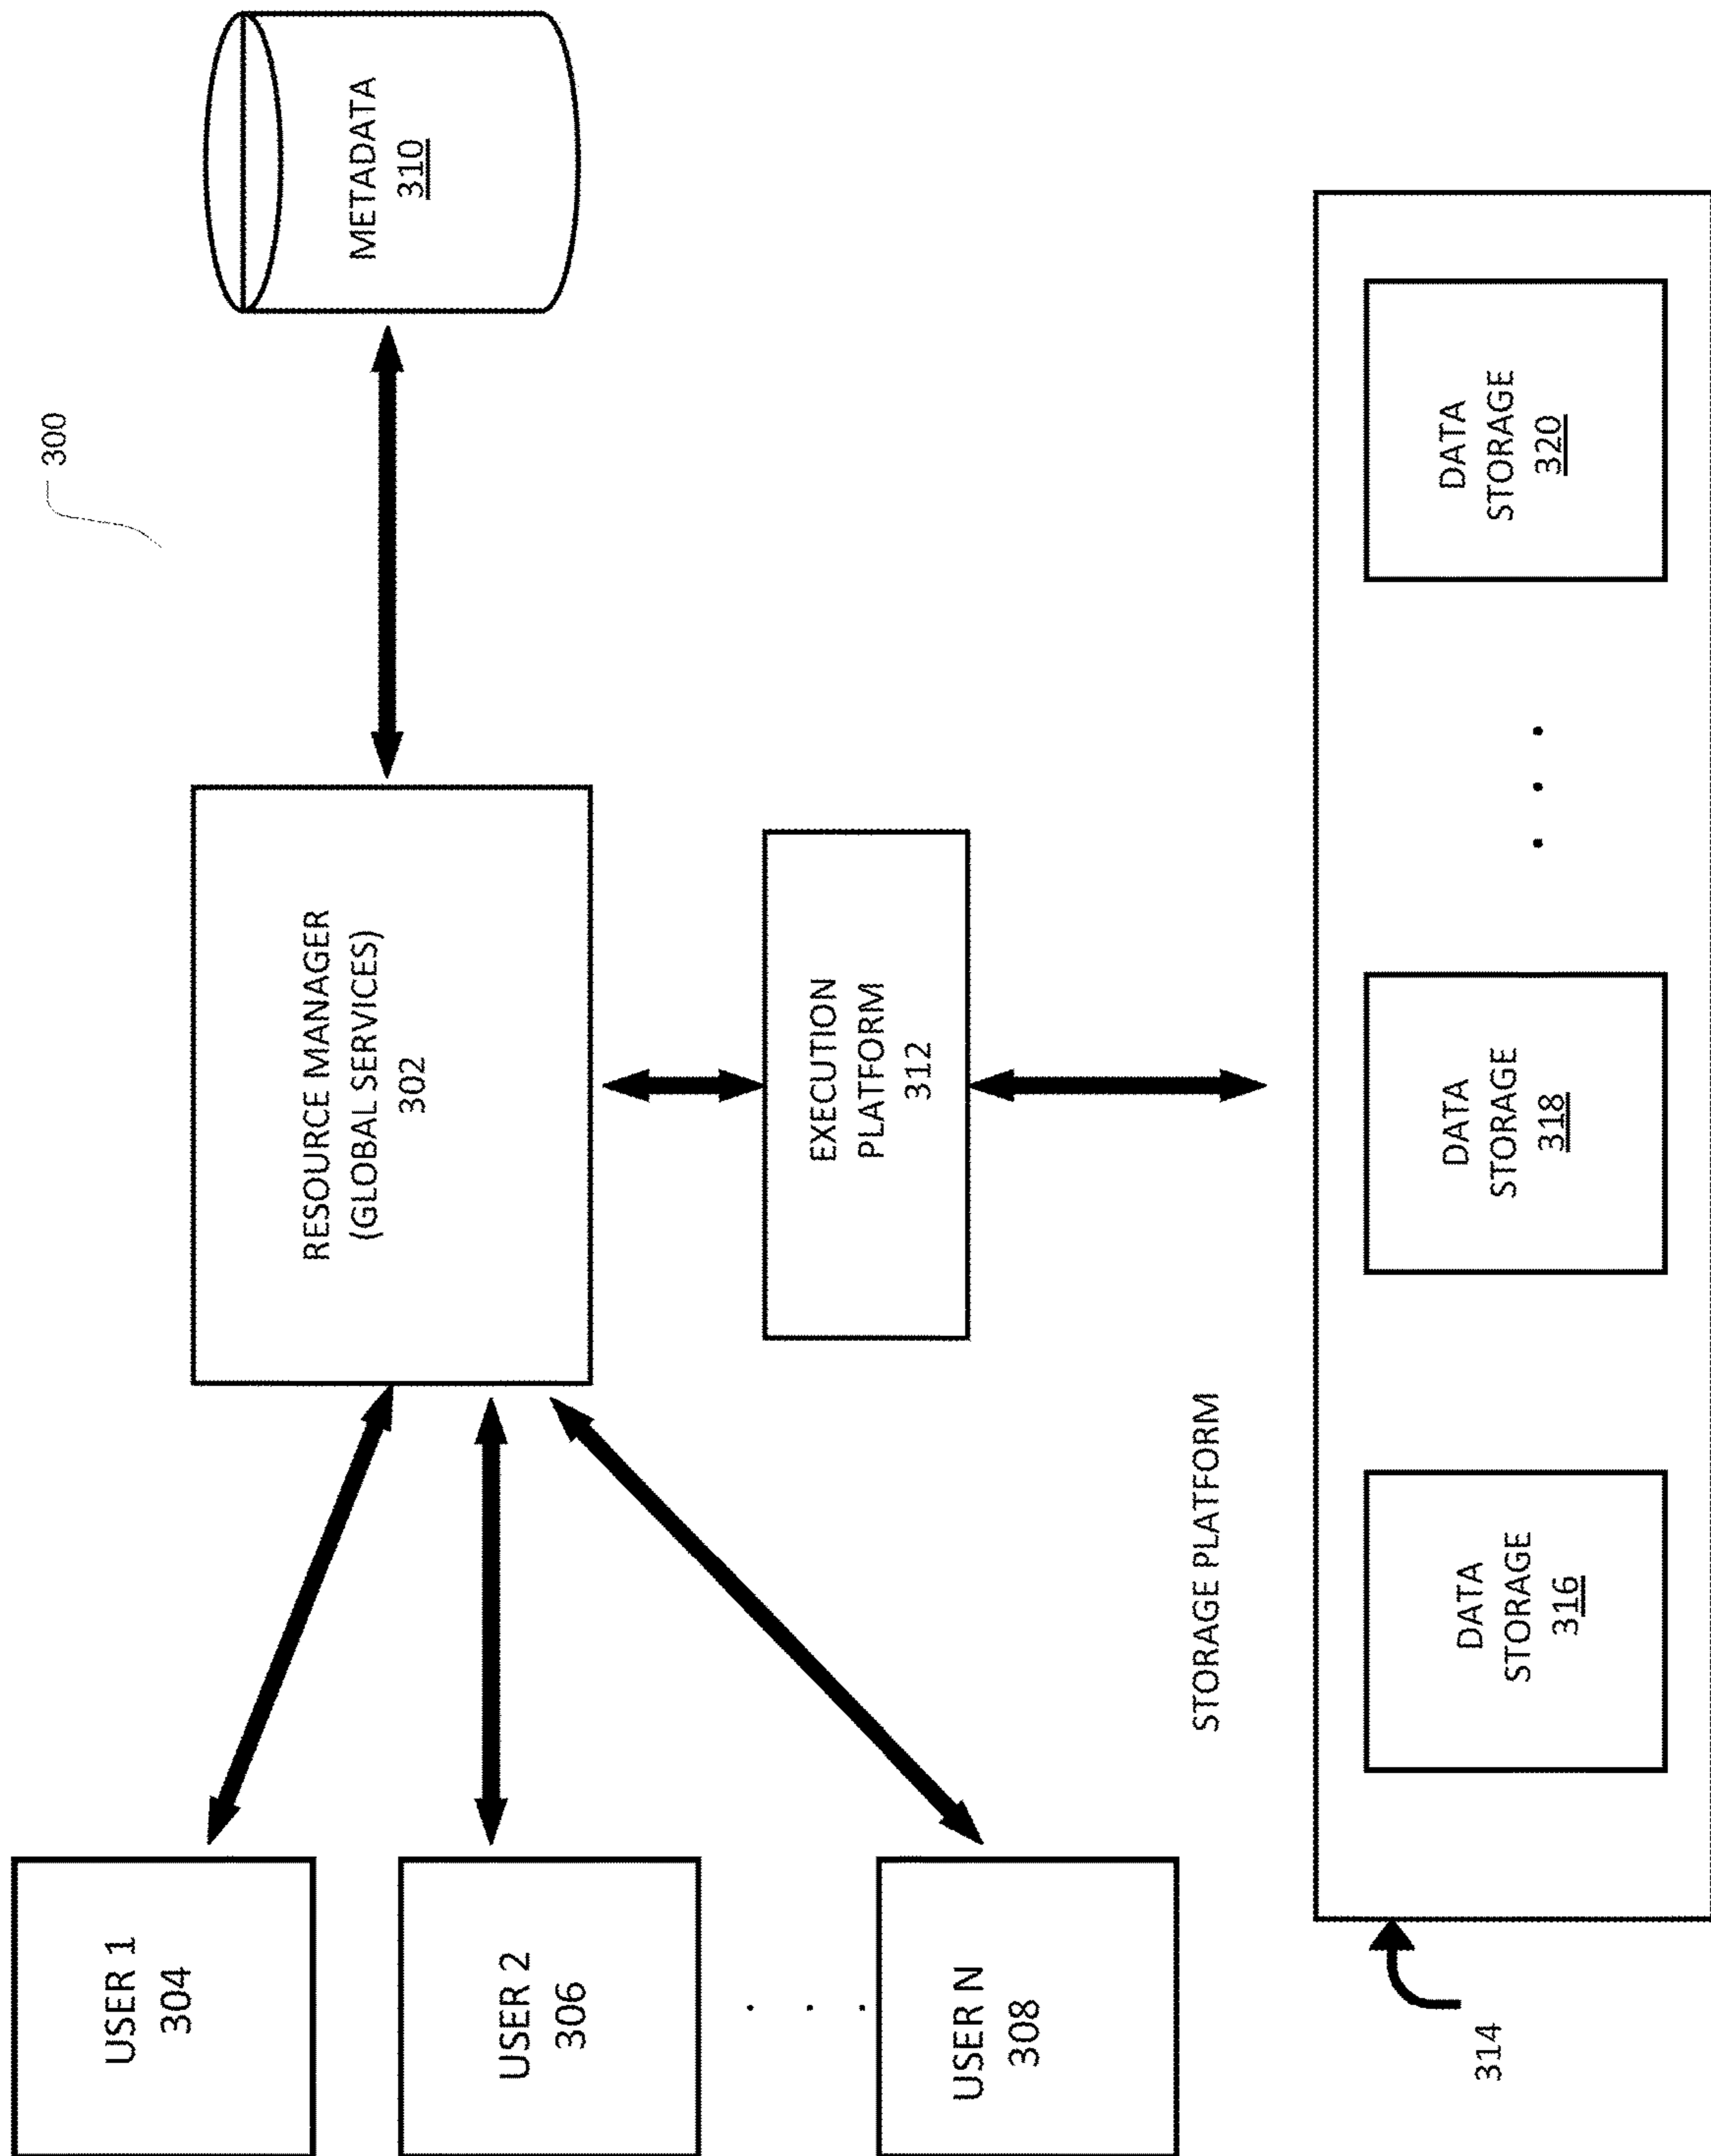 300
USER 1
304
USER 2
306
. . .
USER N
308
RESOURCE MANAGER
(GLOBAL SERVICES)
302
METADATA
310
EXECUTION
PLATFORM
312
STORAGE PLATFORM
314
DATA
STORAGE
316
DATA
STORAGE
318
. . .
DATA
STORAGE
320